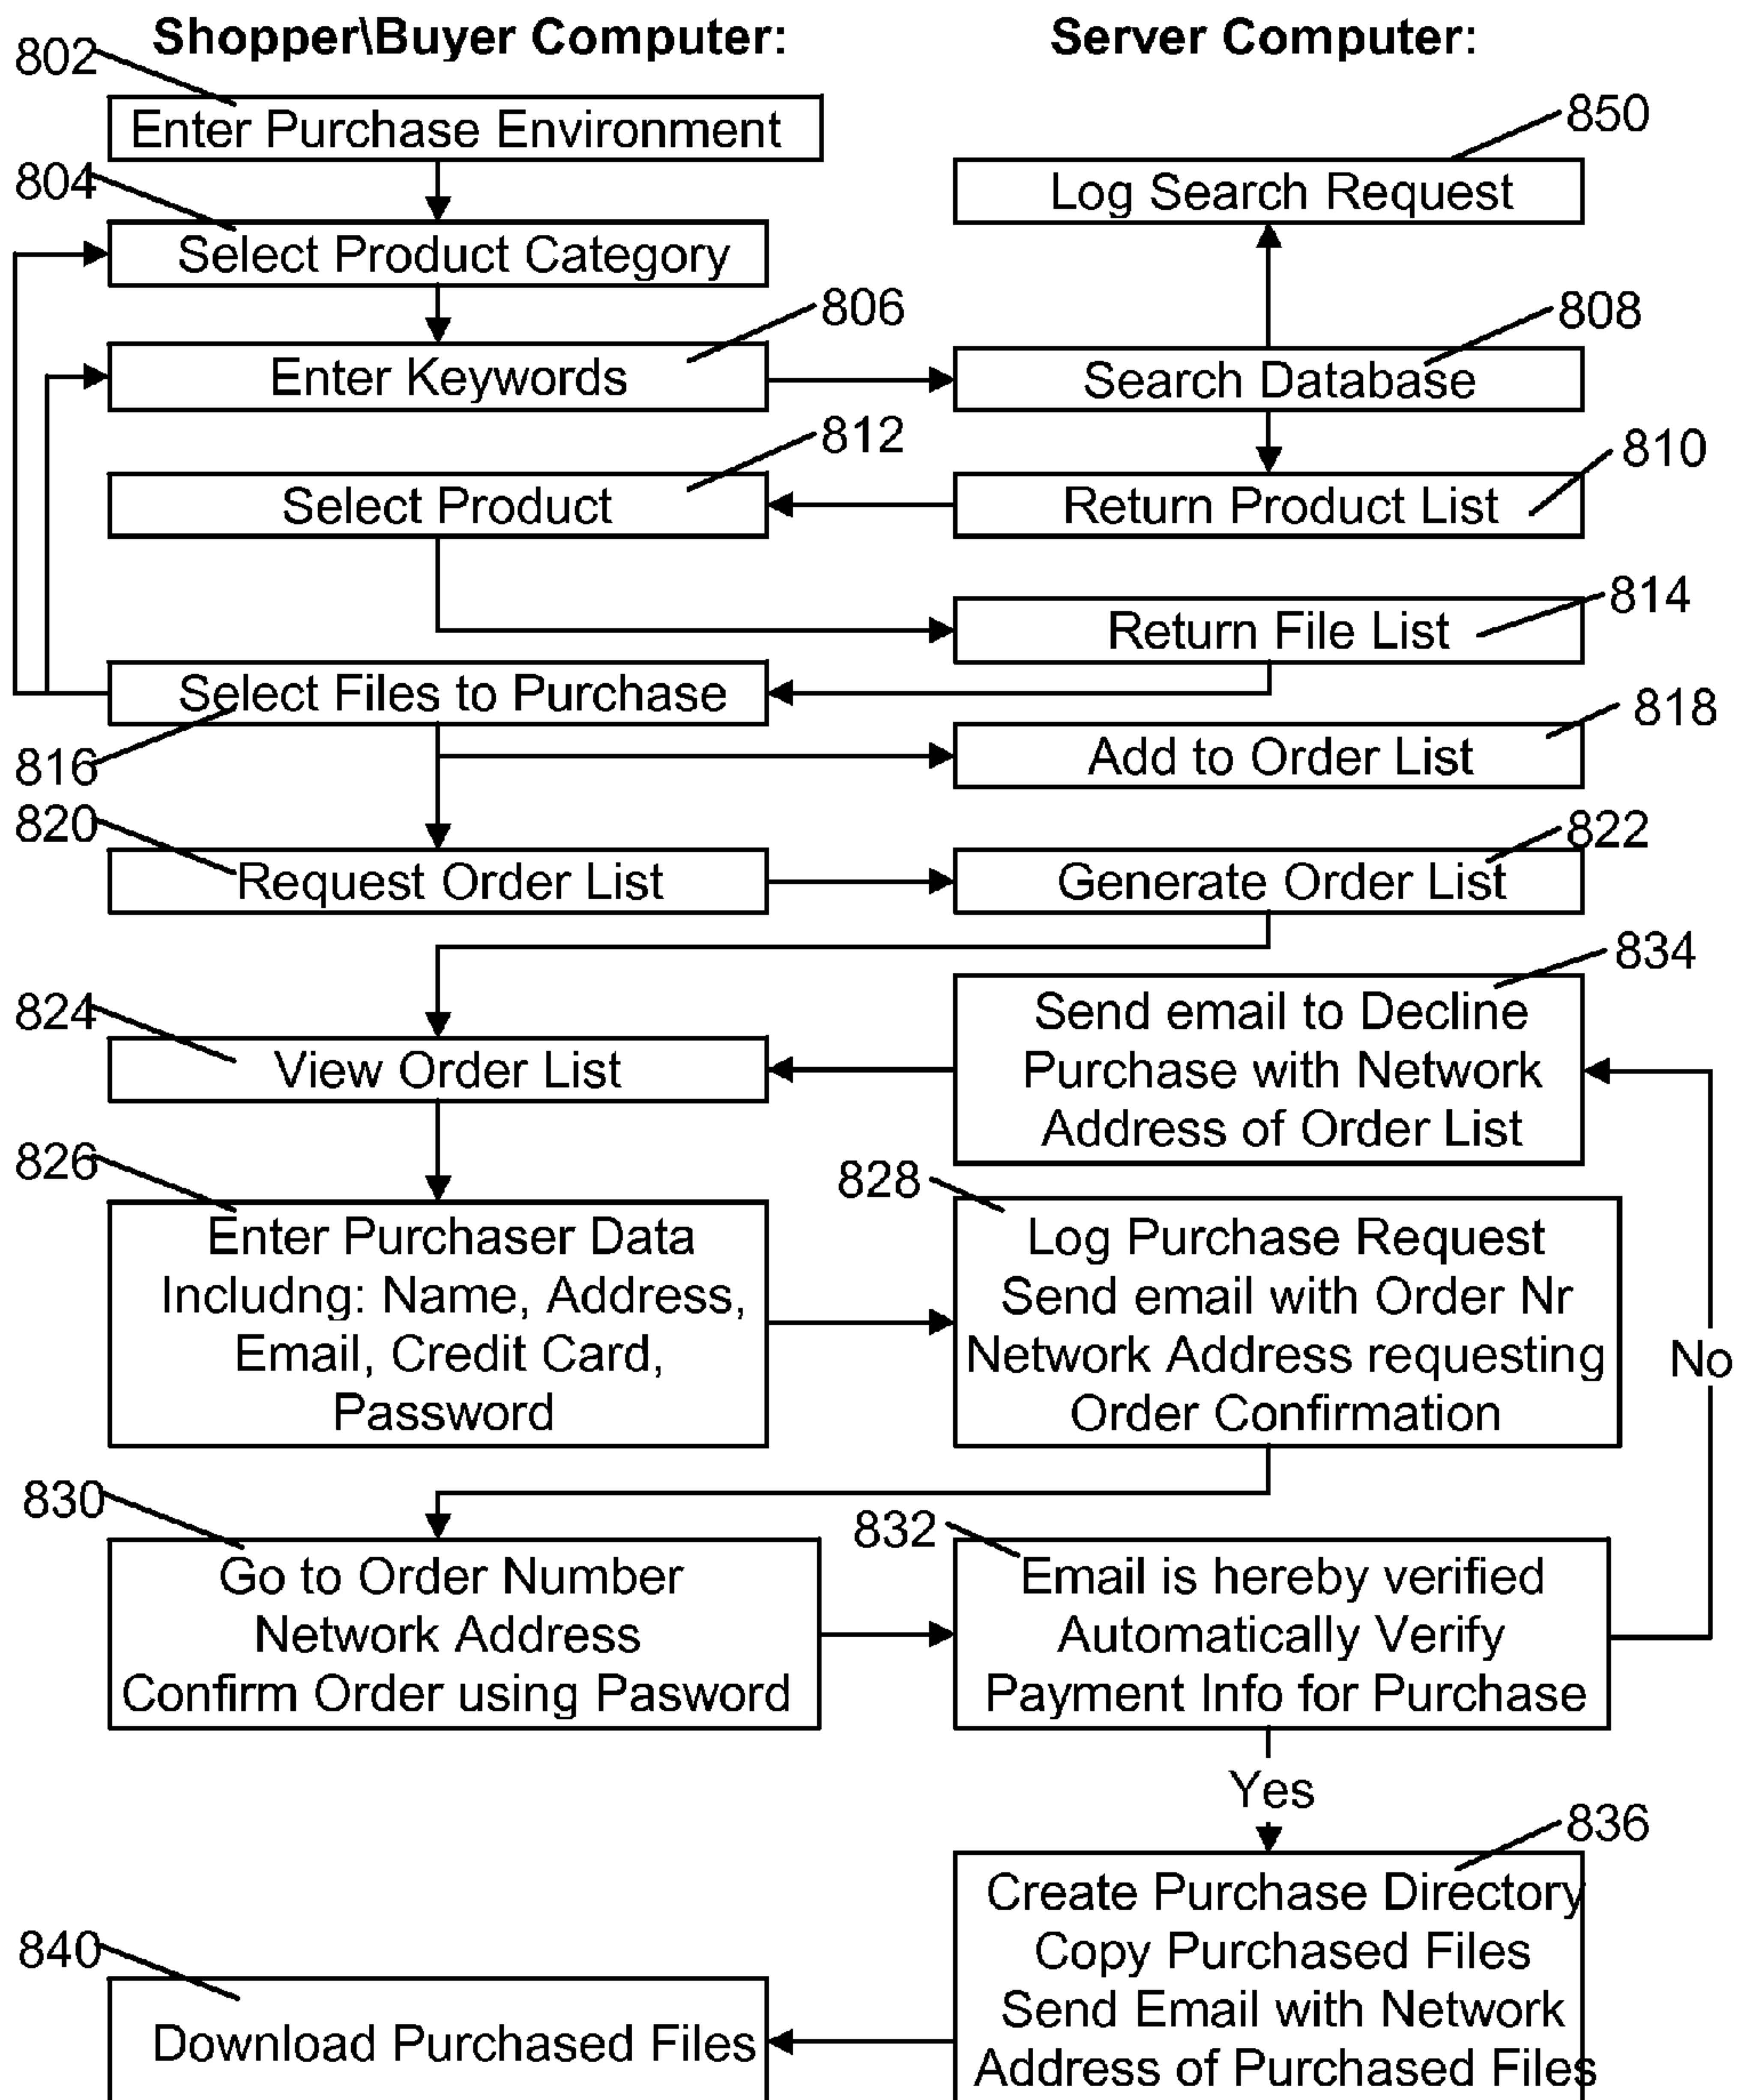 Shopper\Buyer Computer:
Server Computer:
802
Enter Purchase Environment
850
Log Search Request
804
Select Product Category
806
Enter Keywords
808
Search Database
812
Select Product
810
Return Product List
814
Return File List
Select Files to Purchase
816
818
Add to Order List
820
Request Order List
822
Generate Order List
834
Send email to Decline
Purchase with Network
Address of Order List
824
View Order List
826
Enter Purchaser Data
Includng: Name, Address,
Email, Credit Card,
Password
828
Log Purchase Request
Send email with Order Nr
Network Address requesting
Order Confirmation
No
830
Go to Order Number
Network Address
Confirm Order using Pasword
832
Email is hereby verified
Automatically Verify
Payment Info for Purchase
Yes
836
Create Purchase Directory
Copy Purchased Files
Send Email with Network
Address of Purchased Files
840
Download Purchased Files